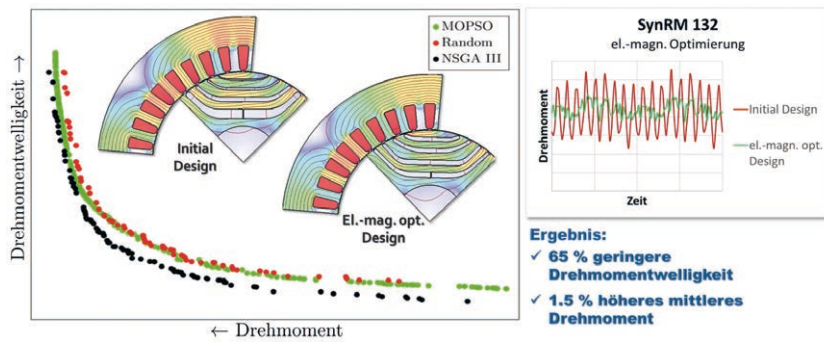 Drehmomentwelligkeit →
MOPSO
Random
NSGA III
Initial
Design
El.-mag. opt.
Design
← Drehmoment
SynRM 132
el.-magn. Optimierung
Drehmoment
Initial Design
el.-magn. opt.
Design
Zeit
Ergebnis:
✓ 65 % geringere
Drehmomentwelligkeit
✓ 1.5 % höheres mittleres
Drehmoment